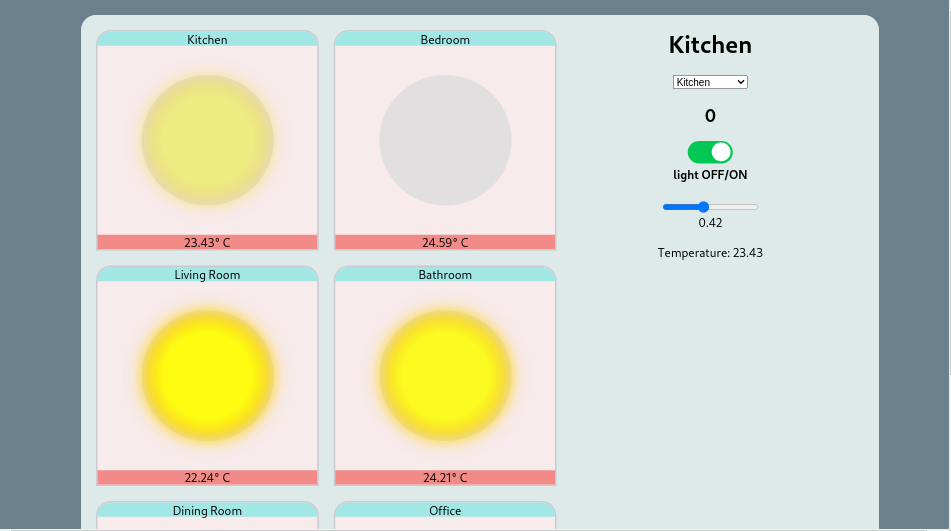 Kitchen
23.43° C
Bedroom
24.59° C
Living Room
22.24° C
Bathroom
24.21° C
Dining Room
Office
Kitchen
Kitchen
0
light OFF/ON
0.42
Temperature: 23.43